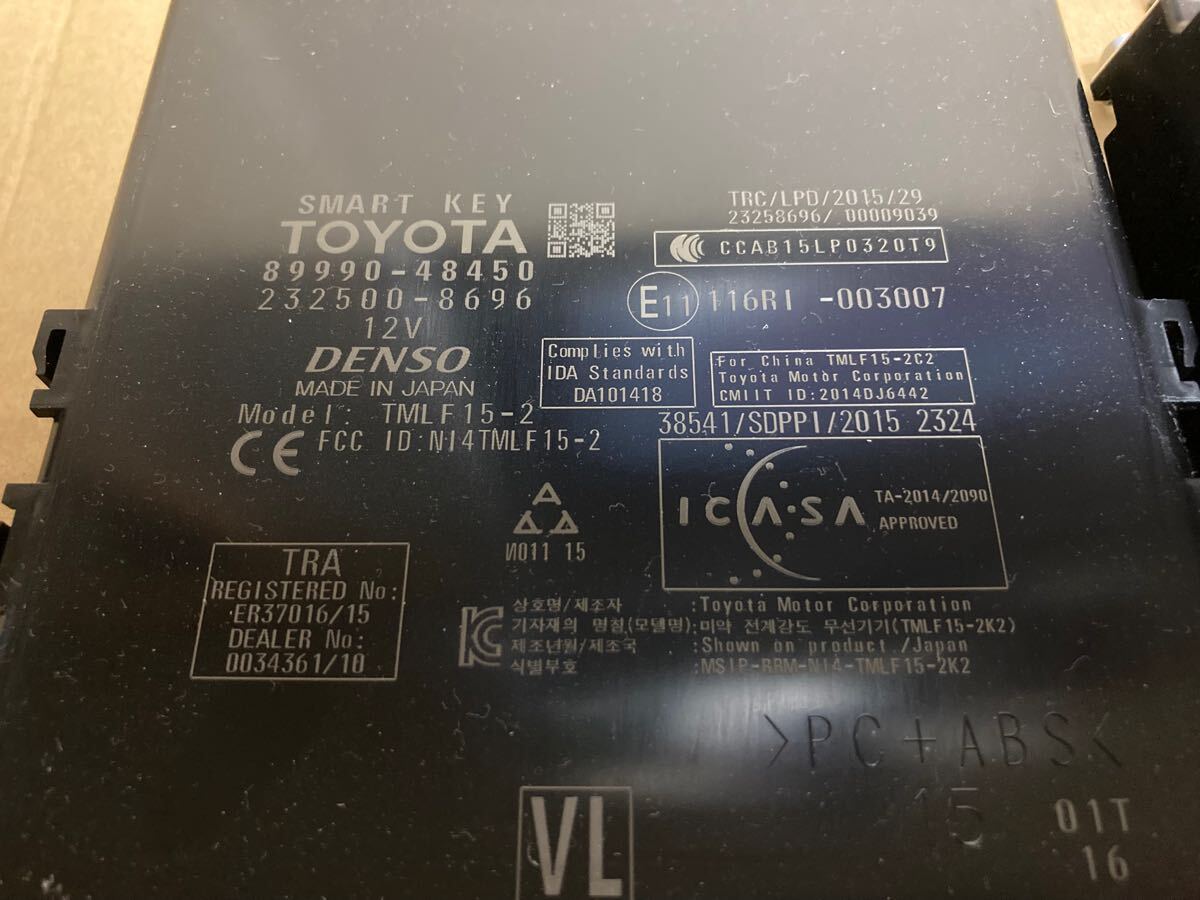 SMART KEY
TOYOTA
89990-48450
232500-8696
12V
DENSO
MADE IN JAPAN
Model TMLF15-2
FCC ID:NI4TMLF15-2
CE
TRC/LPD/2015/29
23258696/ 00009039
CCAB15LP0320T9
E11 116RI -003007
Complies with
IDA Standards
DA101418
For China TMLF15-2C2
Toyota Motor Corporation
CMIIT ID:2014DJ6442
38541/SDPPI/2015 2324
ICASA TA-2014/2090
APPROVED
И011 15
TRA
REGISTERED No:
ER37016/15
DEALER No:
0034361/10
상호명/제조자 :Toyota Motor Corporation
기자재의 명칭(모델명):미약 전계강도 무선기기(TMLF15-2K2)
제조년월/제조국 :Shown on product /Japan
식별부호 :MSIP-RRM-NI4-TMLF15-2K2
>PC+ABS<
15
01T
16
VL